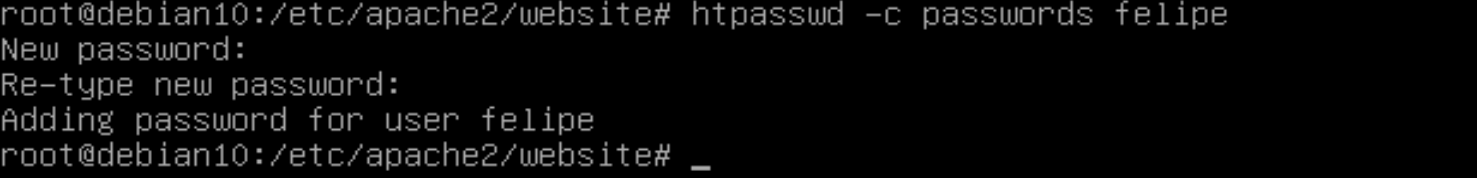 root@debian10:/etc/apache2/website# htpasswd -c passwords felipe
New password:
Re-type new password:
Adding password for user felipe
root@debian10:/etc/apache2/website# _